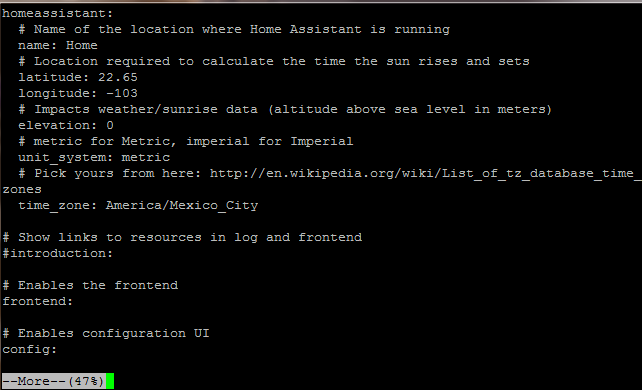 homeassistant:
  # Name of the location where Home Assistant is running
  name: Home
  # Location required to calculate the time the sun rises and sets
  latitude: 22.65
  longitude: -103
  # Impacts weather/sunrise data (altitude above sea level in meters)
  elevation: 0
  # metric for Metric, imperial for Imperial
  unit_system: metric
  # Pick yours from here: http://en.wikipedia.org/wiki/List_of_tz_database_time_
zones
  time_zone: America/Mexico_City

# Show links to resources in log and frontend
#introduction:

# Enables the frontend
frontend:

# Enables configuration UI
config:

--More--(47%)